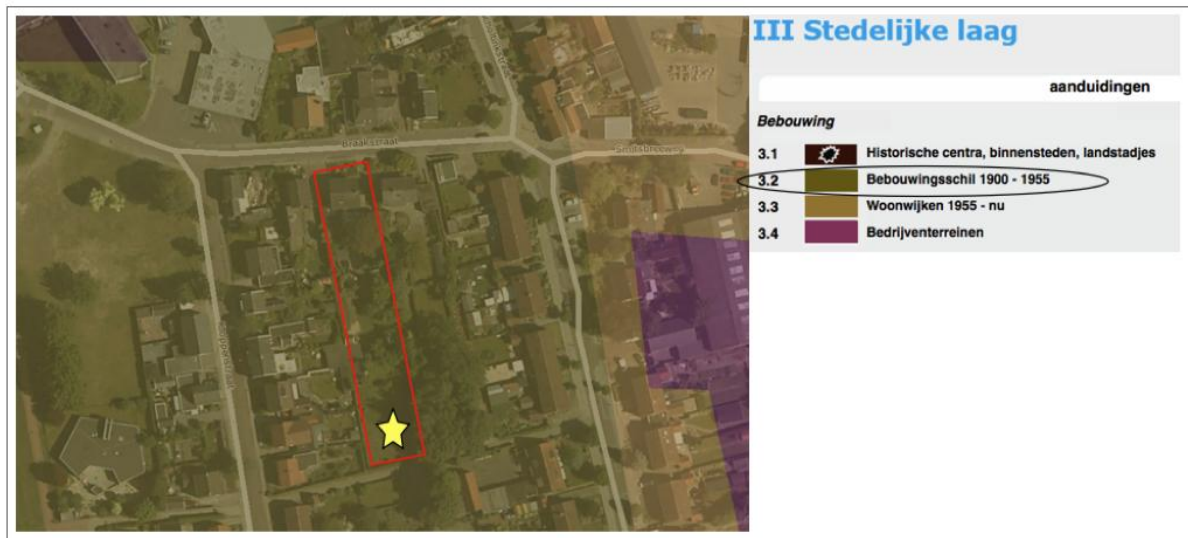 Braakstraat
III Stedelijke laag
aanduidingen
Bebouwing
3.1 Historische centra, binnensteden, landstadjes
3.2 Bebouwingsschil 1900 - 1955
3.3 Woonwijken 1955 - nu
3.4 Bedrijventerreinen